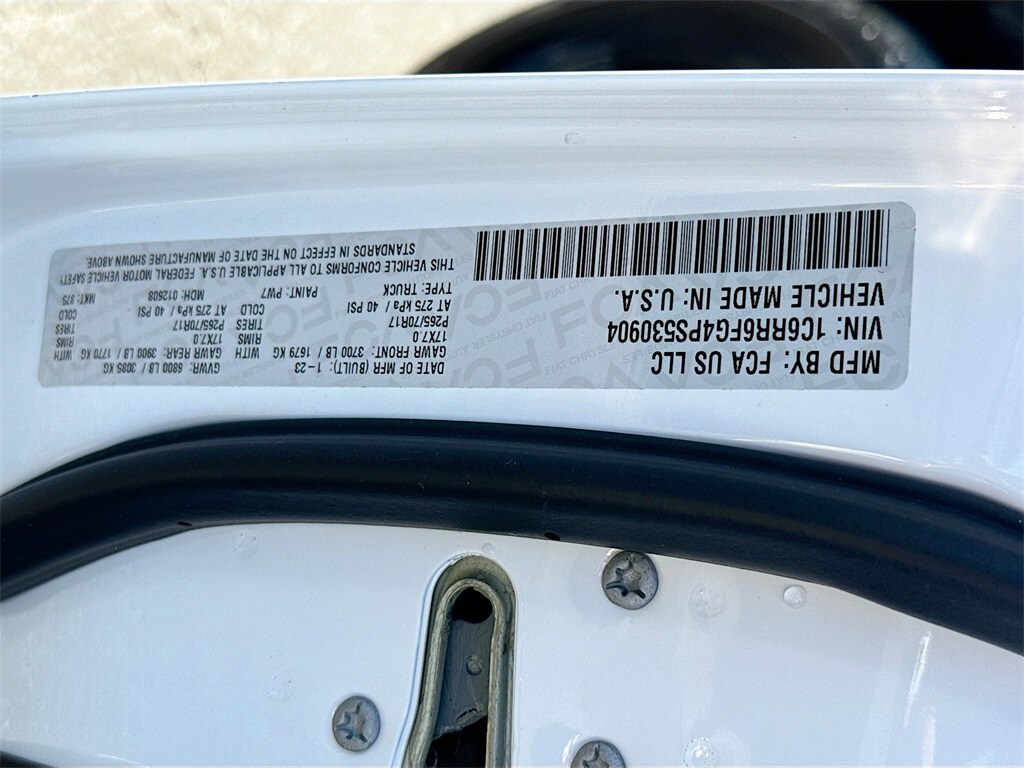 MFD BY: FCA US LLC
VIN: 1C6RR6FG4PS530904
VEHICLE MADE IN: U.S.A.
DATE OF MFR (BUILT): 1-23 GVWR: 6800 LB / 3085 KG
GAWR FRONT: 3700 LB / 1679 KG WITH GAWR REAR: 3900 LB / 1770 KG WITH
17X7.0 RIMS 17X7.0 RIMS
P265/70R17 TIRES P265/70R17 TIRES
AT 275 kPa / 40 PSI COLD AT 275 kPa / 40 PSI COLD
TYPE: TRUCK PAINT: PW7 MDH: 012608 MKT: 875
THIS VEHICLE CONFORMS TO ALL APPLICABLE U.S.A. FEDERAL MOTOR VEHICLE SAFETY
STANDARDS IN EFFECT ON THE DATE OF MANUFACTURE SHOWN ABOVE.